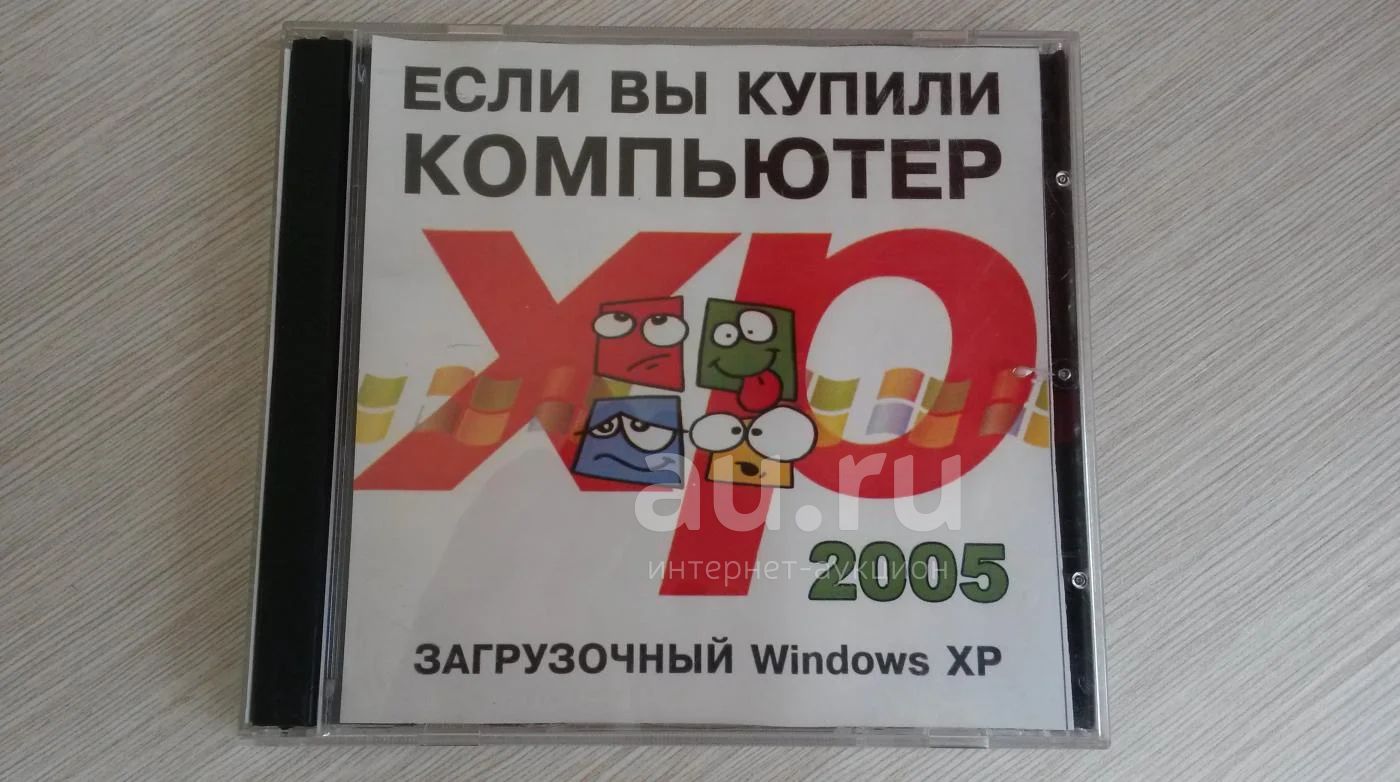 ЕСЛИ ВЫ КУПИЛИ
КОМПЬЮТЕР
xp
au.ru
интернет-аукцион
2005
ЗАГРУЗОЧНЫЙ Windows XP